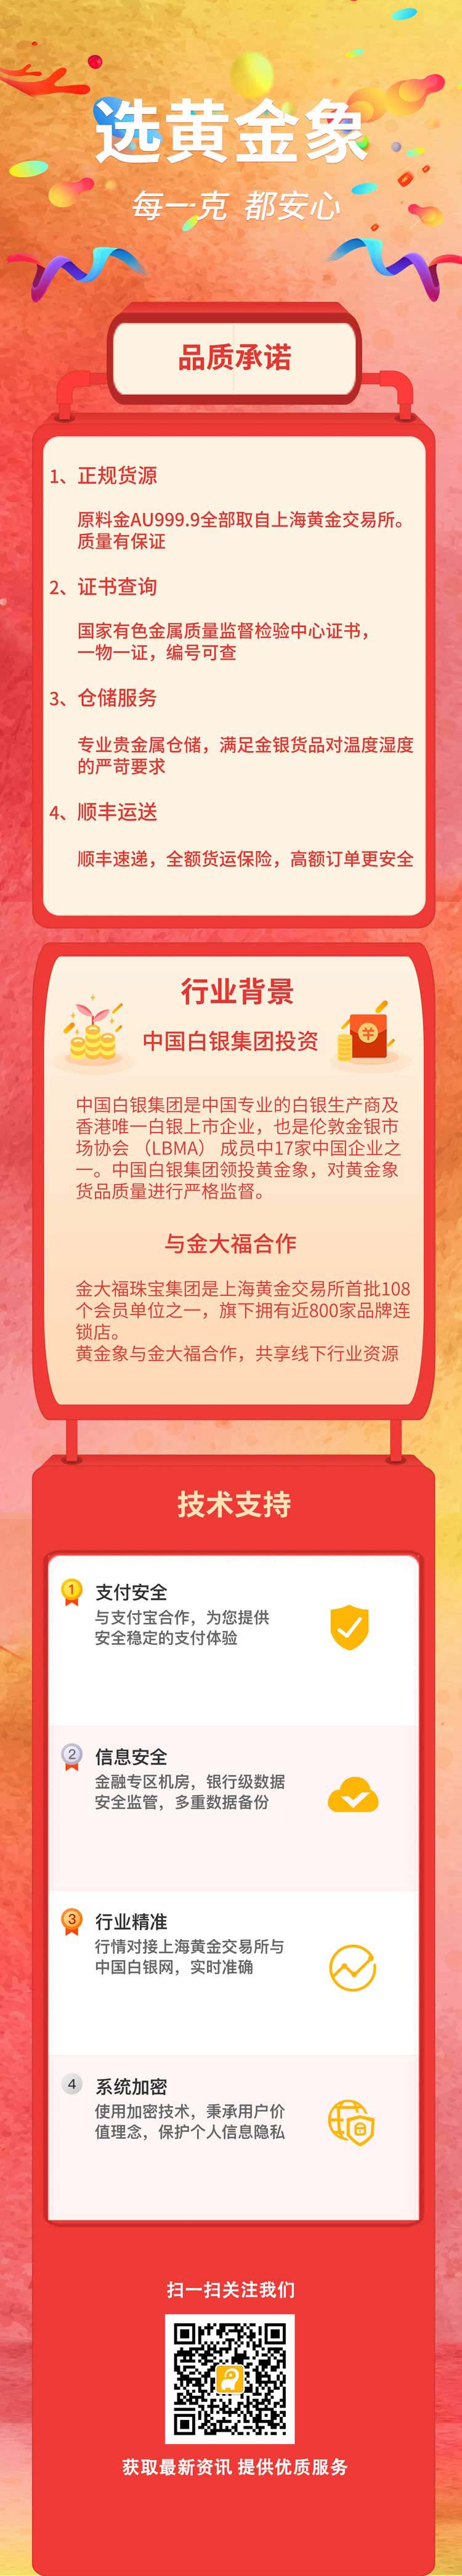 选黄金象
每一克 都安心
品质承诺
1、正规货源
原料金AU999.9全部取自上海黄金交易所。
质量有保证
2、证书查询
国家有色金属质量监督检验中心证书，
一物一证，编号可查
3、仓储服务
专业贵金属仓储，满足金银货品对温度湿度
的严苛要求
4、顺丰运送
顺丰速递，全额货运保险，高额订单更安全
行业背景
中国白银集团投资
中国白银集团是中国专业的白银生产商及
香港唯一白银上市企业，也是伦敦金银市
场协会 （LBMA） 成员中17家中国企业之
一。中国白银集团领投黄金象，对黄金象
货品质量进行严格监督。
与金大福合作
金大福珠宝集团是上海黄金交易所首批108
个会员单位之一，旗下拥有近800家品牌连
锁店。
黄金象与金大福合作，共享线下行业资源
技术支持
1 支付安全
与支付宝合作，为您提供
安全稳定的支付体验
2 信息安全
金融专区机房，银行级数据
安全监管，多重数据备份
3 行业精准
行情对接上海黄金交易所与
中国白银网，实时准确
4 系统加密
使用加密技术，秉承用户价
值理念，保护个人信息隐私
扫一扫关注我们
获取最新资讯 提供优质服务